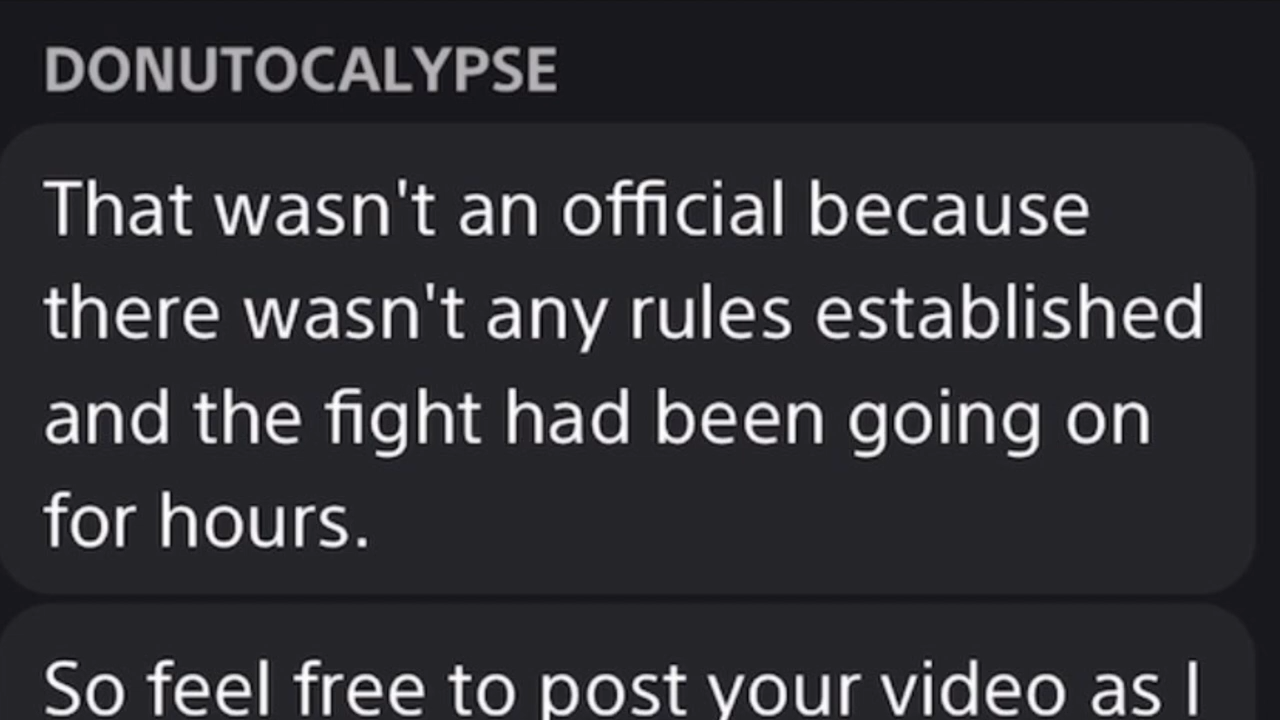 DONUTOCALYPSE
That wasn't an official because
there wasn't any rules established
and the fight had been going on
for hours.
So feel free to post your video as I